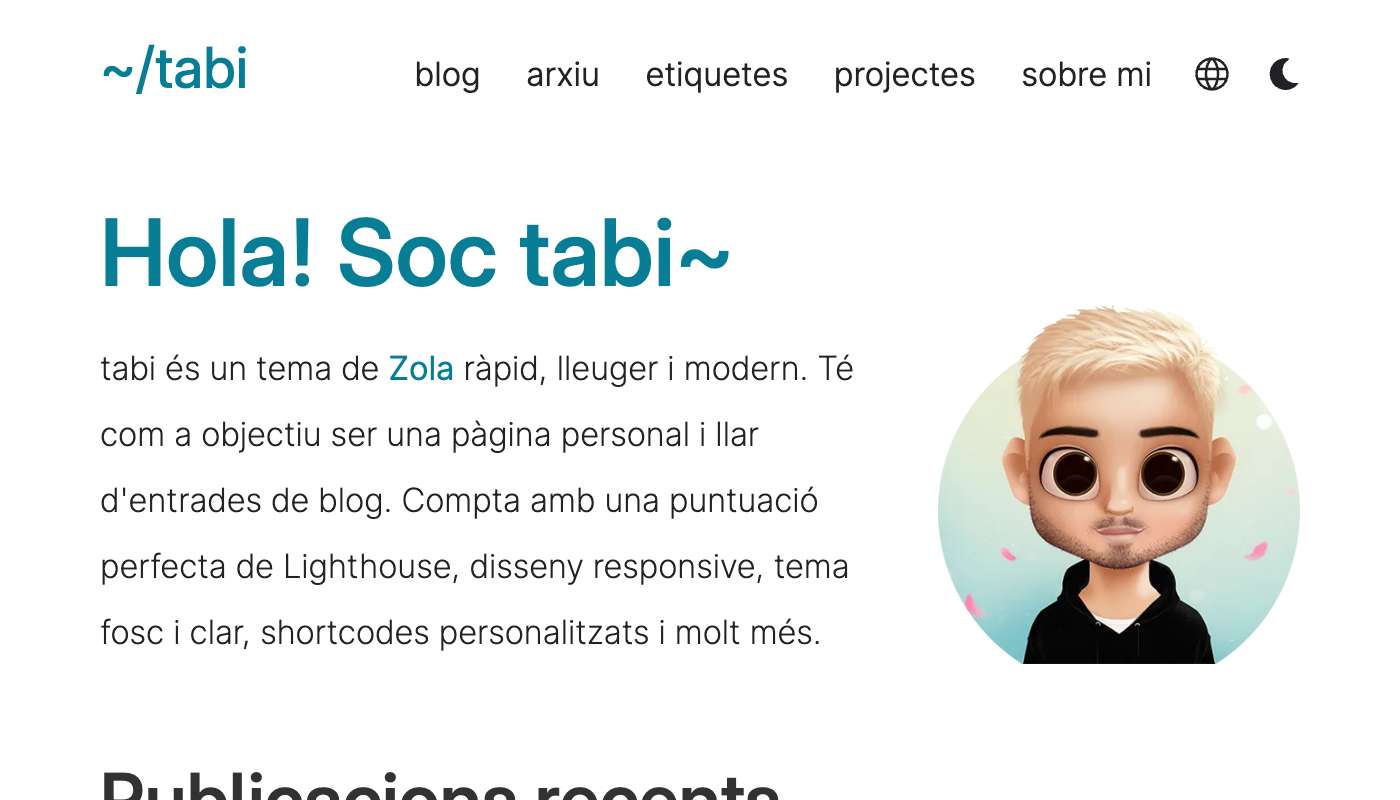 ~/tabi
blog arxiu etiquetes projectes sobre mi
Hola! Soc tabi~
tabi és un tema de Zola ràpid, lleuger i modern. Té
com a objectiu ser una pàgina personal i llar
d'entrades de blog. Compta amb una puntuació
perfecta de Lighthouse, disseny responsive, tema
fosc i clar, shortcodes personalitzats i molt més.
Publicacions recents